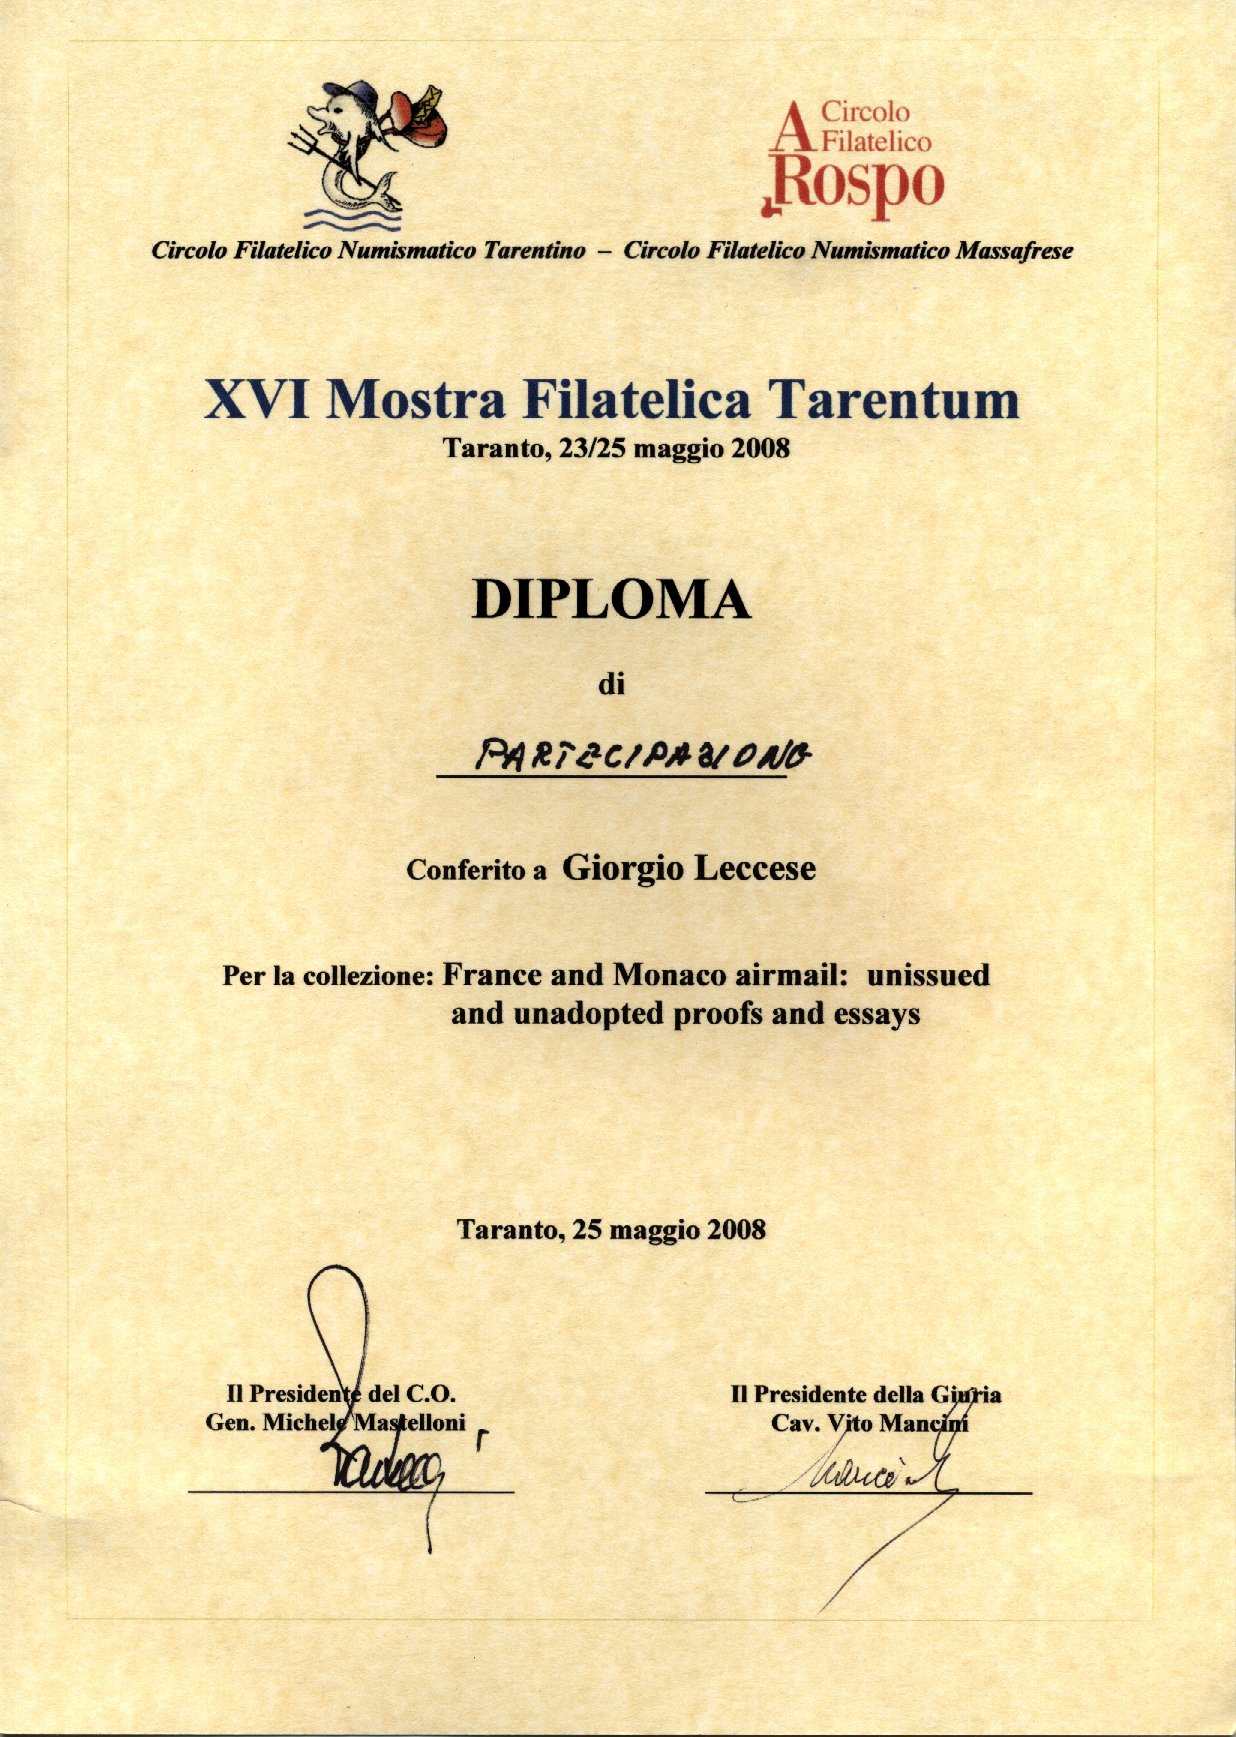 Circolo
A Filatelico
Rospo
Circolo Filatelico Numismatico Tarentino – Circolo Filatelico Numismatico Massafrese
XVI Mostra Filatelica Tarentum
Taranto, 23/25 maggio 2008
DIPLOMA
di
PARTECIPAZIONE
Conferito a Giorgio Leccese
Per la collezione: France and Monaco airmail: unissued
and unadopted proofs and essays
Taranto, 25 maggio 2008
Il Presidente del C.O.
Gen. Michele Mastelloni
Il Presidente della Giuria
Cav. Vito Mancini